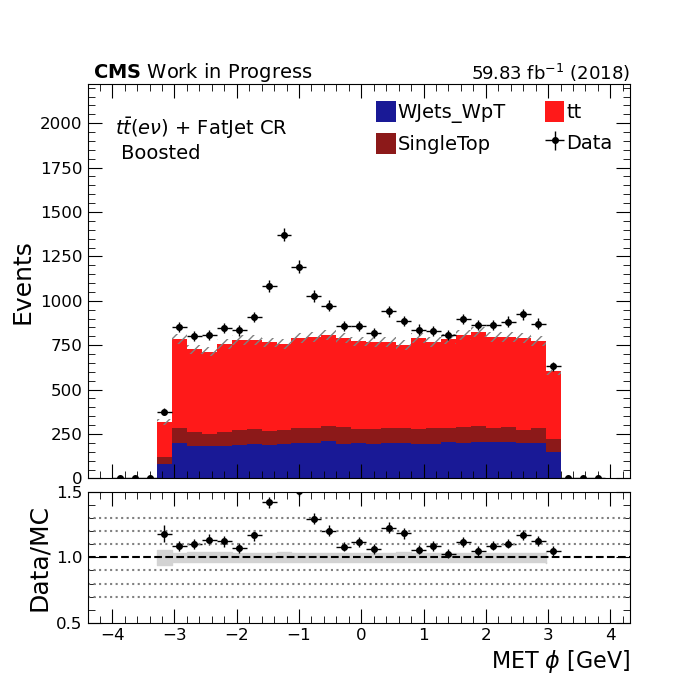 CMS Work in Progress 59.83 fb⁻¹ (2018)
tt̄(eν) + FatJet CR
Boosted
WJets_WpT tt
SingleTop Data
Events
2000
1750
1500
1250
1000
750
500
250
0
Data/MC
1.5
1.0
0.5
−4 −3 −2 −1 0 1 2 3 4
MET ϕ [GeV]